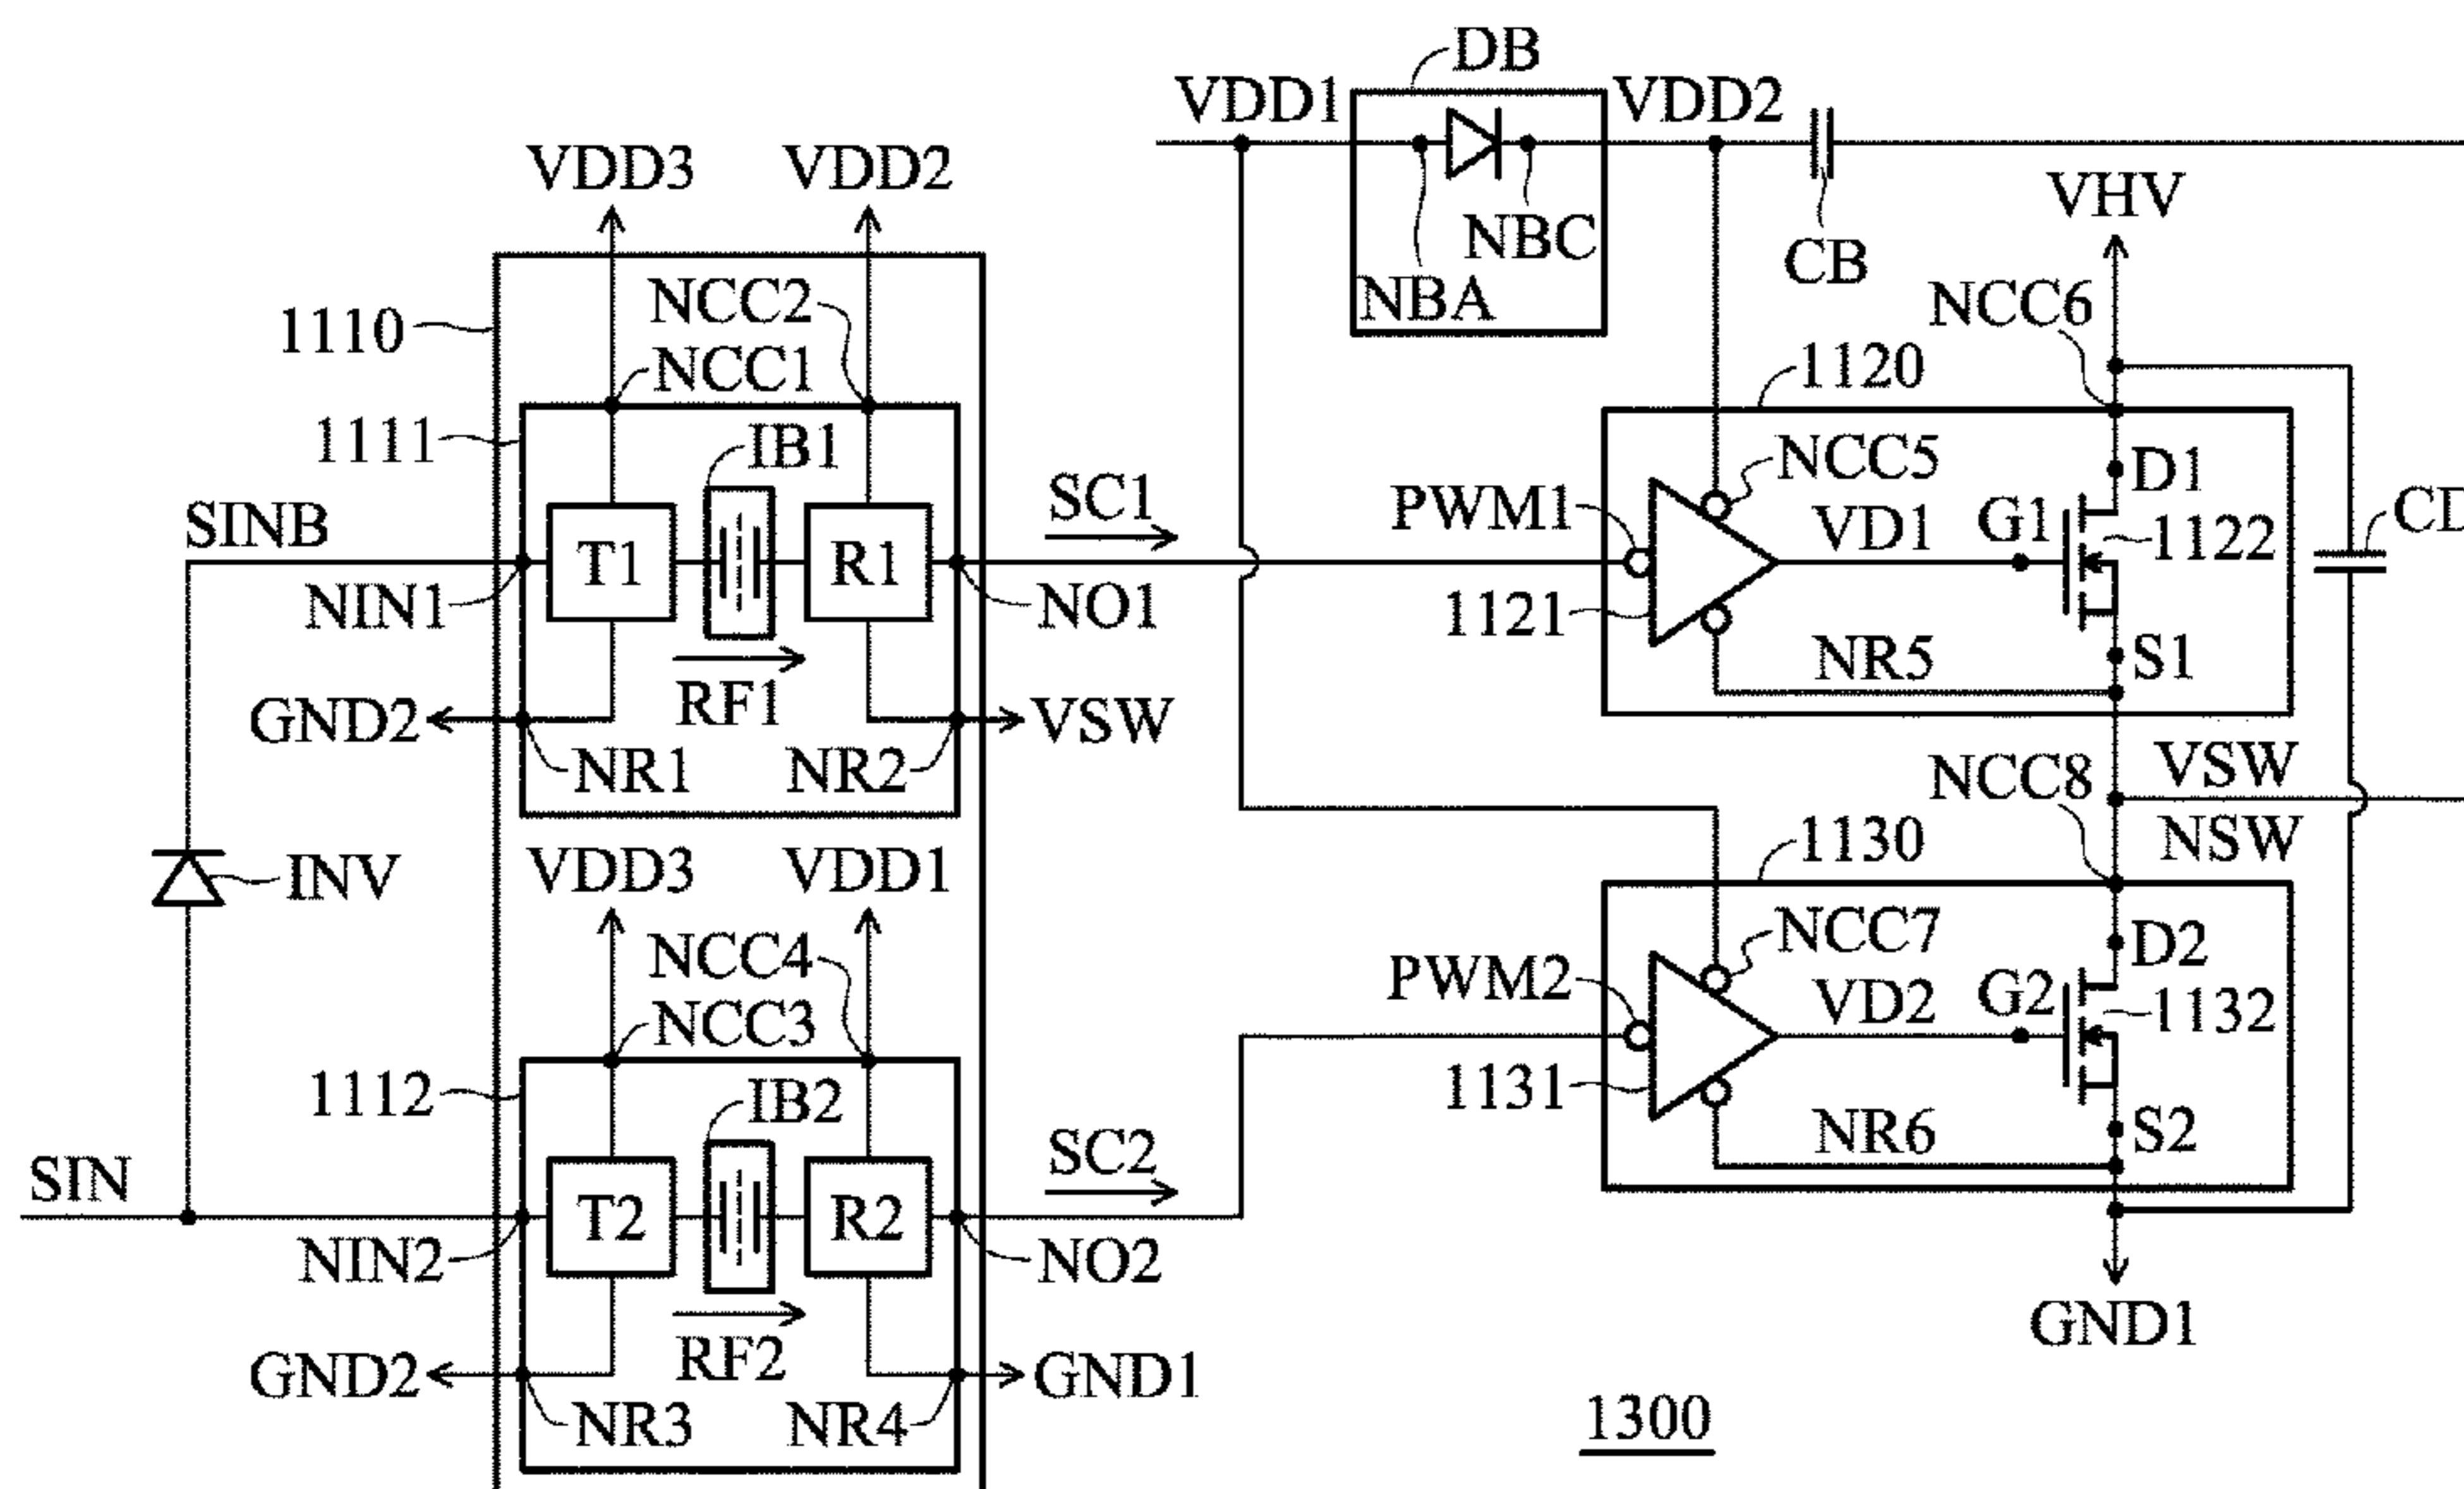 DB
VDD1
VDD2
VDD3
VDD2
NBC
NBA
CB
VHV
NCC2
NCC6
1110
NCC1
1120
1111
IB1
NCC5
D1
SINB
T1
R1
SC1
PWM1
VD1
G1
1122
CD
NIN1
NO1
1121
NR5
S1
RF1
GND2
VSW
NR1
NR2
NCC8
VSW
INV
VDD3
VDD1
1130
NSW
NCC4
NCC7
D2
NCC3
PWM2
VD2
G2
1132
1112
IB2
1131
NR6
S2
SIN
T2
R2
SC2
NIN2
NO2
RF2
GND1
GND2
GND1
NR3
NR4
1300